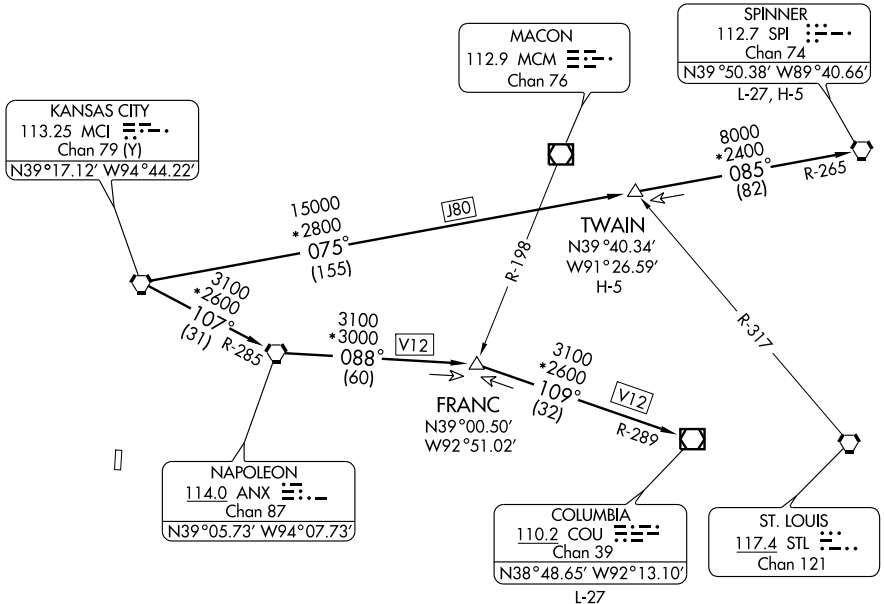 SPINNER
112.7 SPI
Chan 74
N39°50.38' W89°40.66'
L-27, H-5
MACON
112.9 MCM
Chan 76
KANSAS CITY
113.25 MCI
Chan 79 (Y)
N39°17.12' W94°44.22'
8000
*2400
085°
(82)
R-265
15000
*2800
075°
(155)
J80
TWAIN
N39°40.34'
W91°26.59'
H-5
R-198
R-317
3100
*2600
107°
(31)
R-285
3100
*3000
088°
(60)
V12
FRANC
N39°00.50'
W92°51.02'
3100
*2600
109°
(32)
V12
R-289
NAPOLEON
114.0 ANX
Chan 87
N39°05.73' W94°07.73'
COLUMBIA
110.2 COU
Chan 39
N38°48.65' W92°13.10'
L-27
ST. LOUIS
117.4 STL
Chan 121